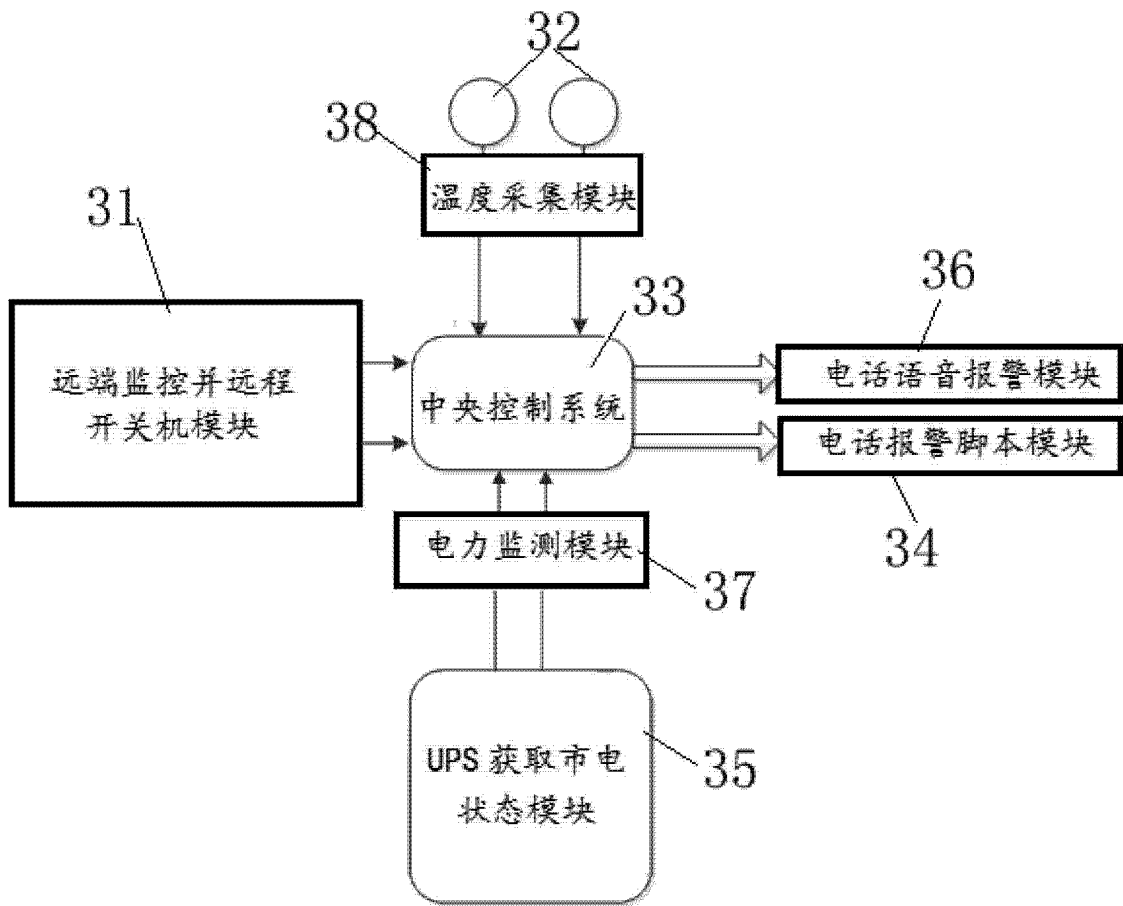 32
38
温度采集模块
31
33
36
远端监控并远程
开关机模块
中央控制系统
电话语音报警模块
电话报警脚本模块
34
电力监测模块
37
UPS 获取市电
状态模块
35